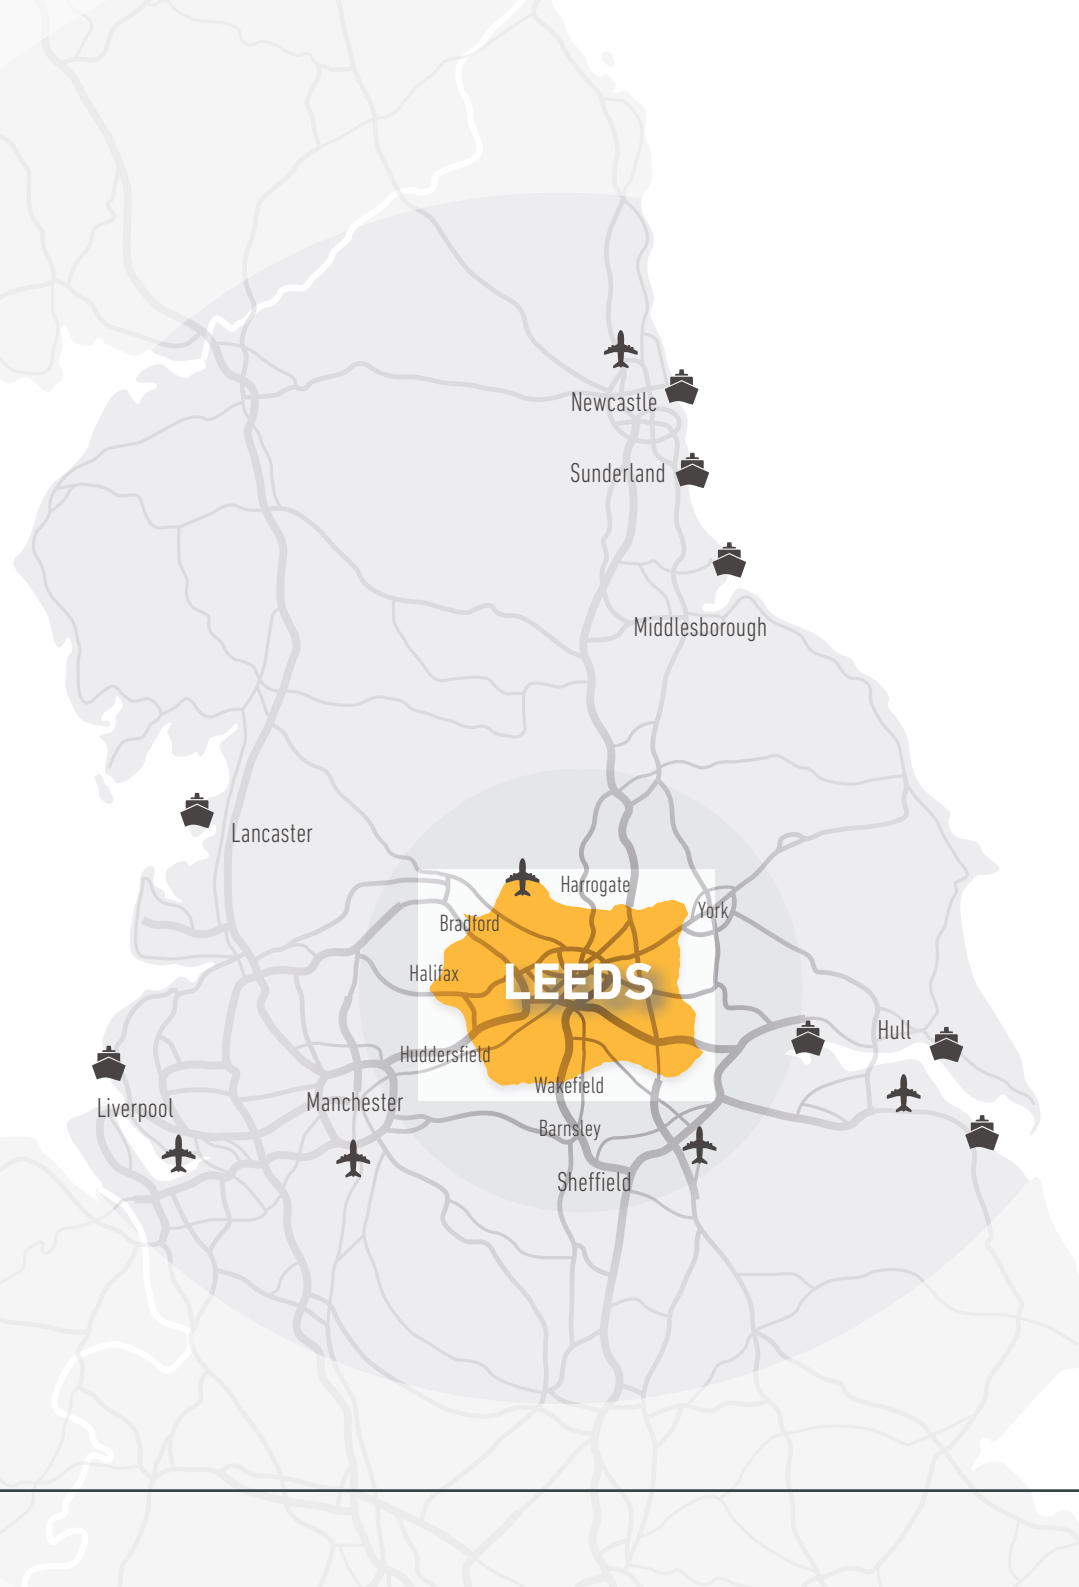 Newcastle
Sunderland
Middlesborough
Lancaster
Harrogate
York
Bradford
Halifax
LEEDS
Hull
Huddersfield
Wakefield
Liverpool
Manchester
Barnsley
Sheffield